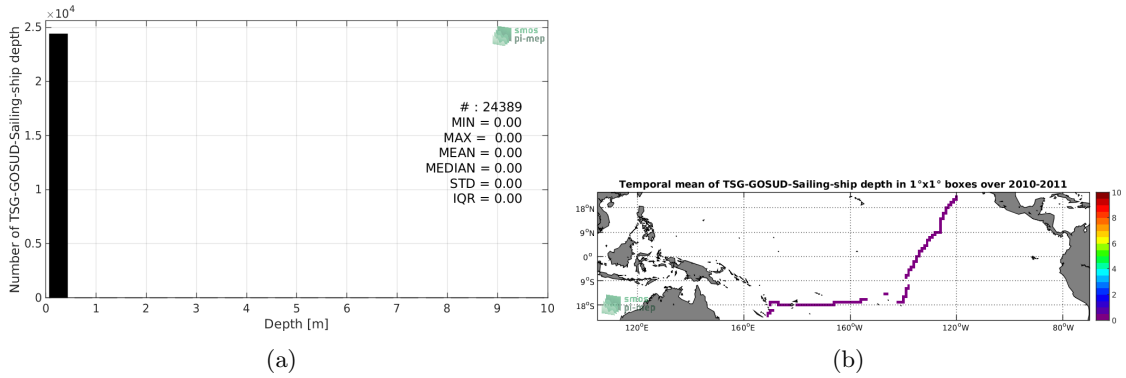 ×10⁴
2.5
2
1.5
1
0.5
0
0 1 2 3 4 5 6 7 8 9 10
Number of TSG-GOSUD-Sailing-ship depth
Depth [m]
smos
pi-mep
# : 24389
MIN = 0.00
MAX = 0.00
MEAN = 0.00
MEDIAN = 0.00
STD = 0.00
IQR = 0.00
(a)
Temporal mean of TSG-GOSUD-Sailing-ship depth in 1°x1° boxes over 2010-2011
18°N
9°N
0°
9°S
18°S
120°E 160°E 160°W 120°W 80°W
smos
pi-mep
10
8
6
4
2
0
(b)